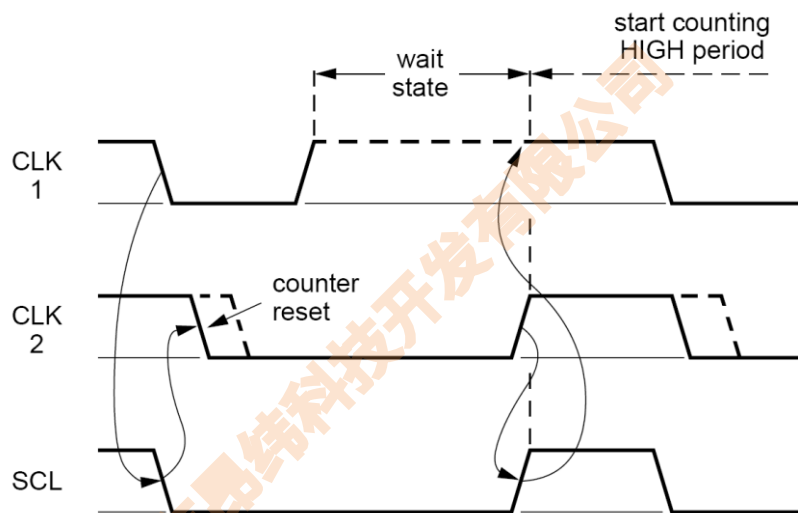 start counting
HIGH period
wait
state
CLK
1
counter
reset
CLK
2
SCL
昂纬科技开发有限公司